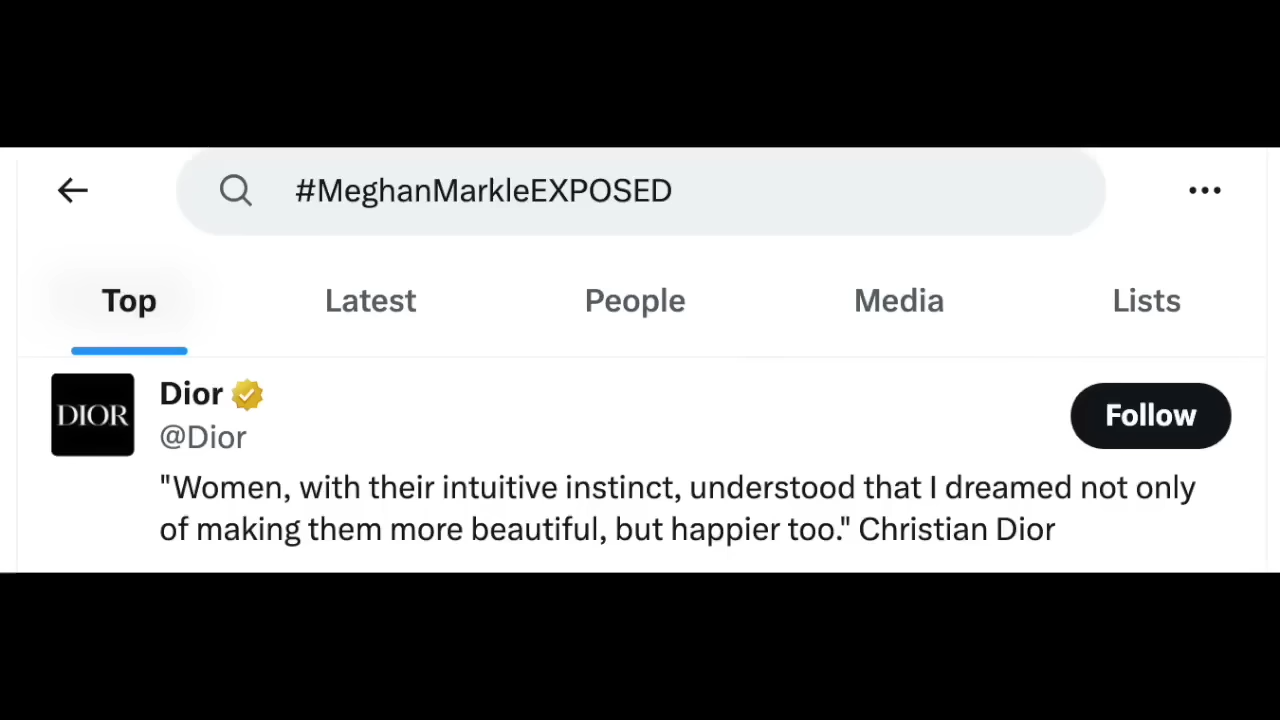 #MeghanMarkleEXPOSED
Top Latest People Media Lists
DIOR
Dior
@Dior
Follow
"Women, with their intuitive instinct, understood that I dreamed not only
of making them more beautiful, but happier too." Christian Dior